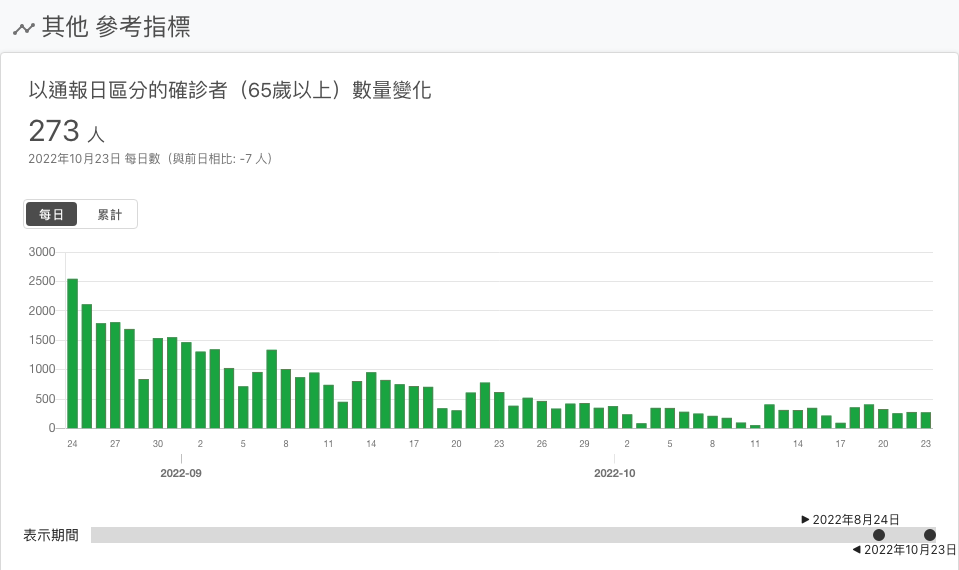 其他 參考指標
以通報日區分的確診者（65歲以上）數量變化
273 人
2022年10月23日 每日數（與前日相比: -7 人）
每日 累計
3000
2500
2000
1500
1000
500
0
24 27 30 2 5 8 11 14 17 20 23 26 29 2 5 8 11 14 17 20 23
2022-09 2022-10
2022年8月24日
表示期間
2022年10月23日